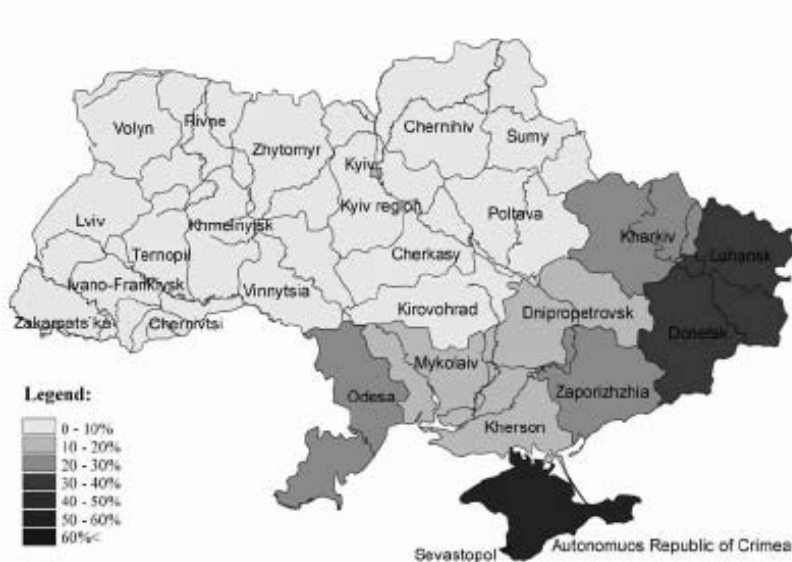 Volyn
Rivne
Zhytomyr
Chernihiv
Sumy
Kyiv
Lviv
Khmelnyjsk
Kyiv region
Poltava
Kharkiv
Luhansk
Ternopil
Cherkasy
Ivano-Frankivsk
Vinnytsia
Kirovohrad
Dnipropetrovsk
Donetsk
Zakarpats'ka
Chernivtsi
Mykolaiv
Odesa
Zaporizhzhia
Kherson
Legend:
0 - 10%
10 - 20%
20 - 30%
30 - 40%
40 - 50%
50 - 60%
60%<
Sevastopol
Autonomuos Republic of Crimea